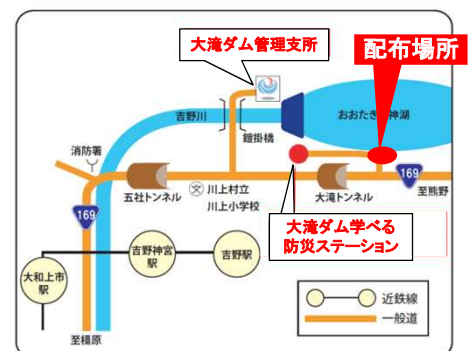 大滝ダム管理支所
配布場所
吉野川
鎧掛橋
おおたき
神湖
消防署
五社トンネル
文
川上村立
川上小学校
大滝トンネル
169
至熊野
169
大滝ダム学べる
防災ステーション
吉野神宮
駅
吉野駅
大和上市
駅
近鉄線
一般道
至橿原